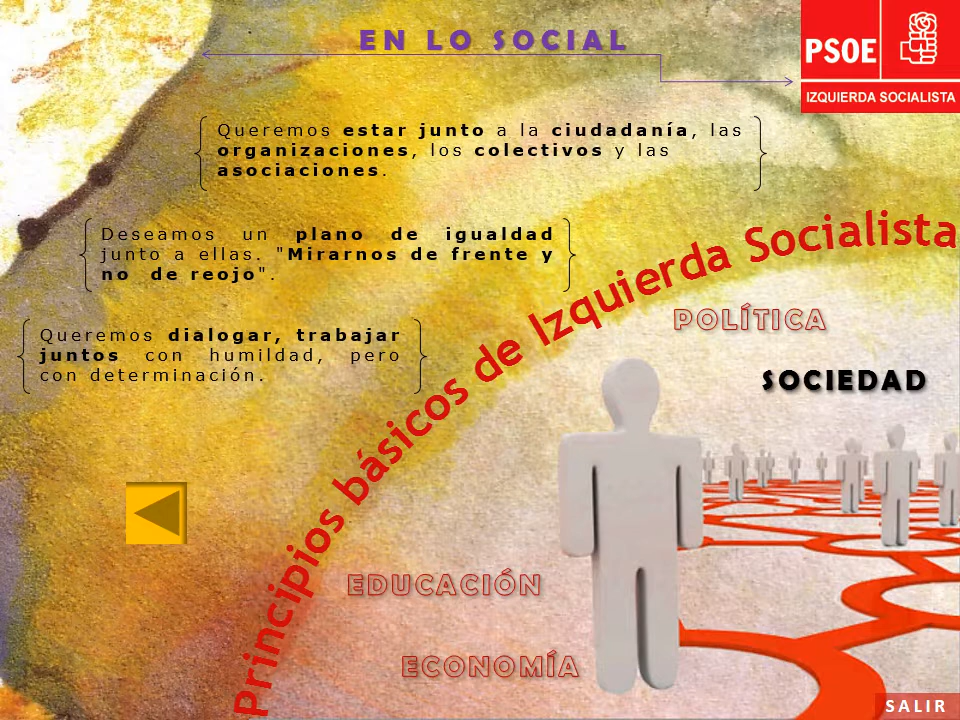 EN LO SOCIAL
PSOE
IZQUIERDA SOCIALISTA
Queremos estar junto a la ciudadanía, las
organizaciones, los colectivos y las
asociaciones.
Deseamos un plano de igualdad
junto a ellas. "Mirarnos de frente y
no de reojo".
Queremos dialogar, trabajar
juntos con humildad, pero
con determinación.
Principios básicos de Izquierda Socialista
POLÍTICA
SOCIEDAD
EDUCACIÓN
ECONOMÍA
SALIR